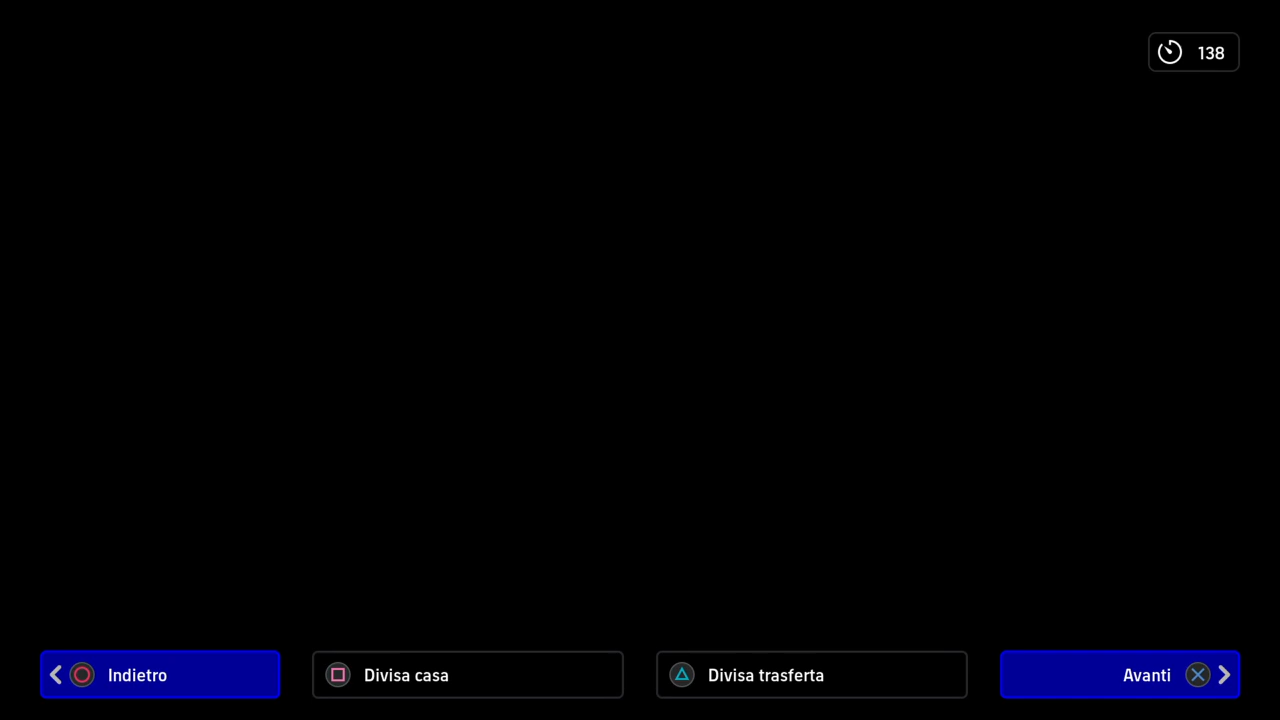 138
Indietro
Divisa casa
Divisa trasferta
Avanti